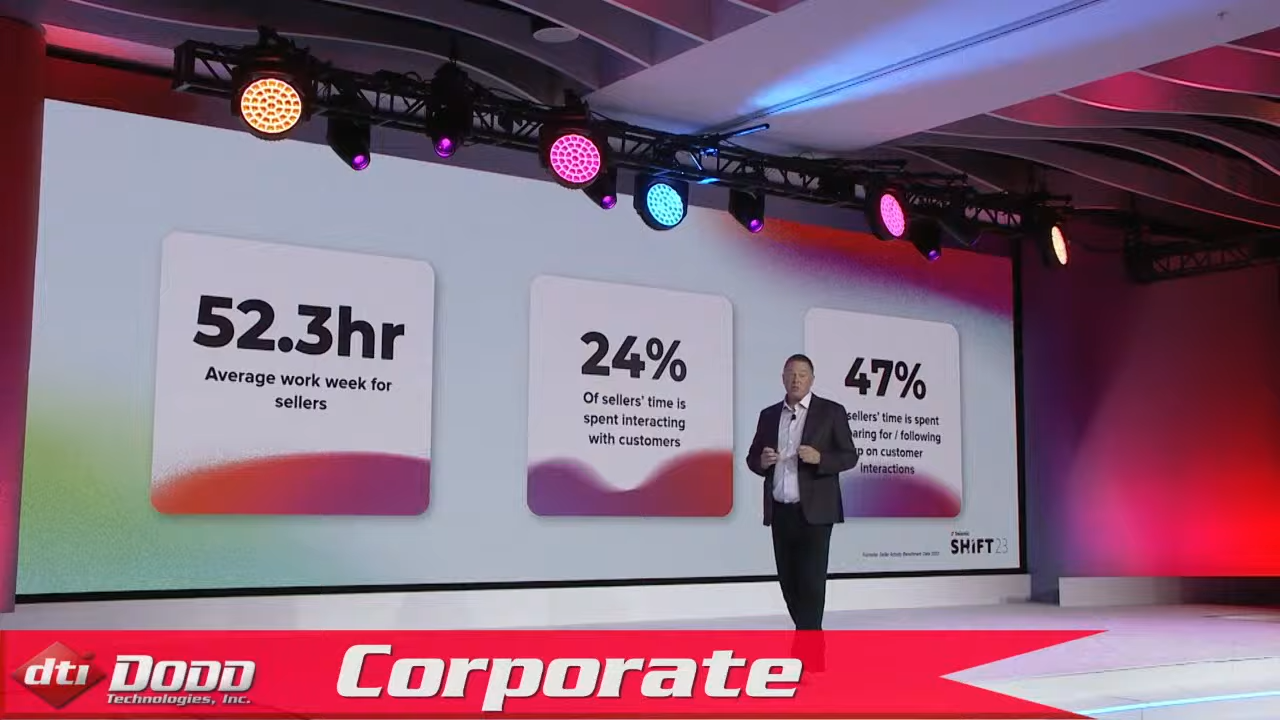 52.3hr
Average work week for
sellers
24%
Of sellers' time is
spent interacting
with customers
47%
sellers' time is spent
aring for / following
on customer
interactions
Seismic
SHIFT23
dti DODD
Technologies, Inc.
Corporate